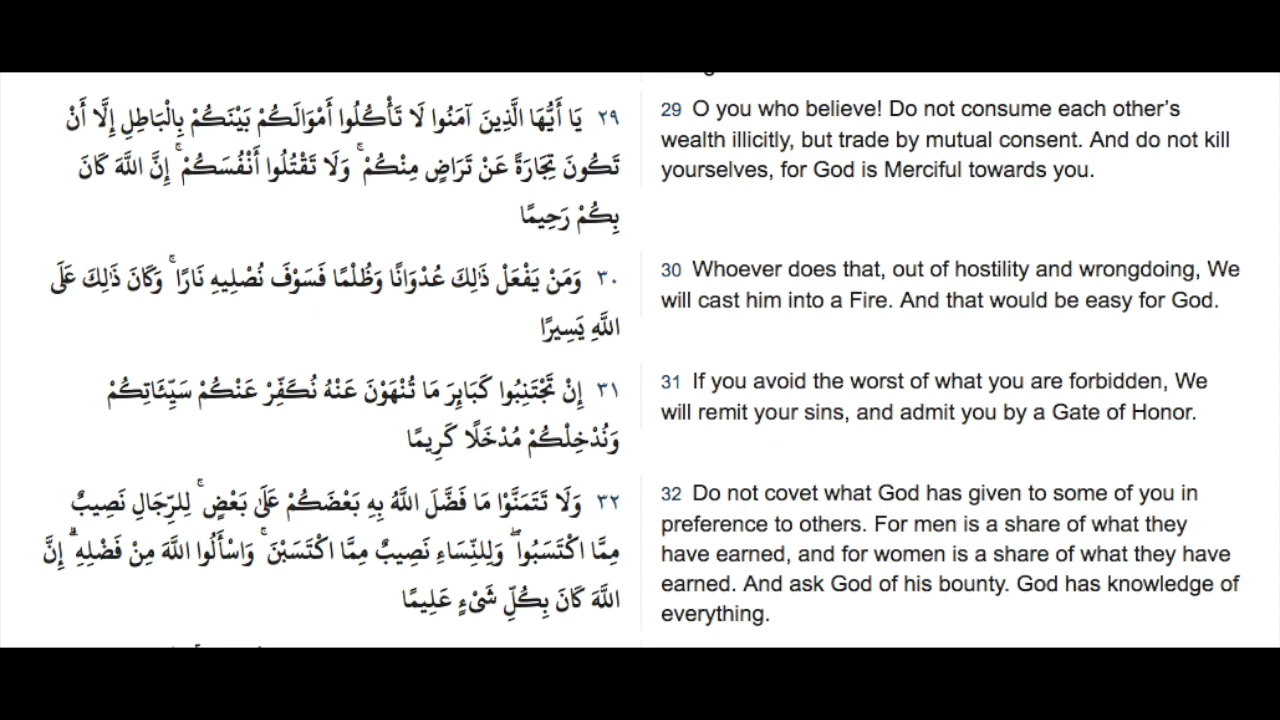 ٢٩ يَا أَيُّهَا الَّذِينَ آمَنُوا لَا تَأْكُلُوا أَمْوَالَكُمْ بَيْنَكُمْ بِالْبَاطِلِ إِلَّا أَنْ
تَكُونَ تِجَارَةً عَنْ تَرَاضٍ مِنْكُمْ ۚ وَلَا تَقْتُلُوا أَنْفُسَكُمْ ۚ إِنَّ اللَّهَ كَانَ
بِكُمْ رَحِيمًا
29 O you who believe! Do not consume each other’s
wealth illicitly, but trade by mutual consent. And do not kill
yourselves, for God is Merciful towards you.
٣٠ وَمَنْ يَفْعَلْ ذَٰلِكَ عُدْوَانًا وَظُلْمًا فَسَوْفَ نُصْلِيهِ نَارًا ۚ وَكَانَ ذَٰلِكَ عَلَى
اللَّهِ يَسِيرًا
30 Whoever does that, out of hostility and wrongdoing, We
will cast him into a Fire. And that would be easy for God.
٣١ إِنْ تَجْتَنِبُوا كَبَائِرَ مَا تُنْهَوْنَ عَنْهُ نُكَفِّرْ عَنْكُمْ سَيِّئَاتِكُمْ
وَنُدْخِلْكُمْ مُدْخَلًا كَرِيمًا
31 If you avoid the worst of what you are forbidden, We
will remit your sins, and admit you by a Gate of Honor.
٣٢ وَلَا تَتَمَنَّوْا مَا فَضَّلَ اللَّهُ بِهِ بَعْضَكُمْ عَلَىٰ بَعْضٍ ۚ لِلرِّجَالِ نَصِيبٌ
مِمَّا اكْتَسَبُوا ۖ وَلِلنِّسَاءِ نَصِيبٌ مِمَّا اكْتَسَبْنَ ۚ وَاسْأَلُوا اللَّهَ مِنْ فَضْلِهِ ۗ إِنَّ
اللَّهَ كَانَ بِكُلِّ شَيْءٍ عَلِيمًا
32 Do not covet what God has given to some of you in
preference to others. For men is a share of what they
have earned, and for women is a share of what they have
earned. And ask God of his bounty. God has knowledge of
everything.